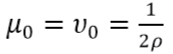 μ₀ = υ₀ = 1/2ρ